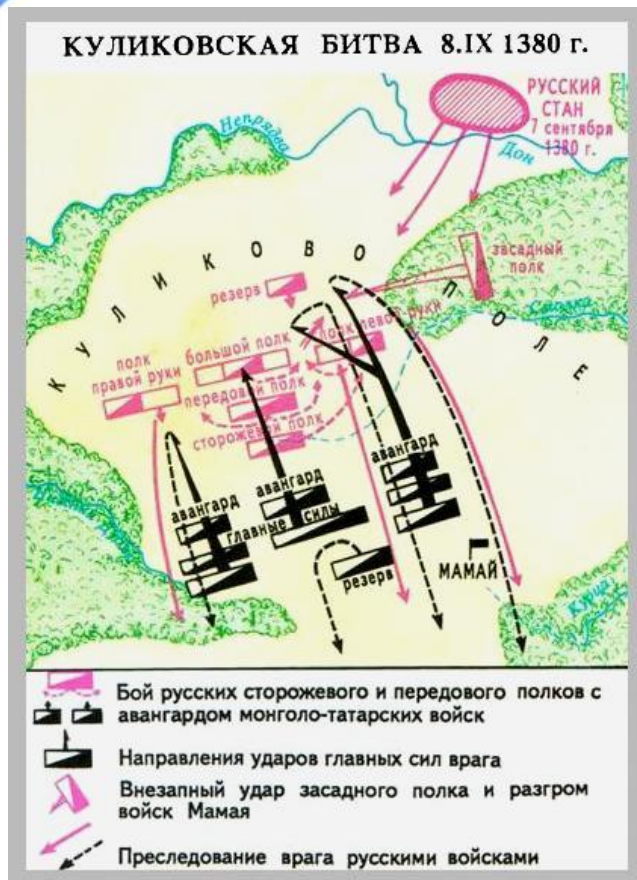 КУЛИКОВСКАЯ БИТВА 8.IX 1380 г.
РУССКИЙ
СТАН
7 сентября
1380 г.
Непрядва
Дон
засадный
полк
КУЛИКОВО ПОЛЕ
резерв
полк левой руки
большой полк
полк
правой руки
передовой полк
сторожевой полк
авангард
авангард
авангард
главные силы
резерв
МАМАЙ
Курца
Бой русских сторожевого и передового полков с
авангардом монголо-татарских войск
Направления ударов главных сил врага
Внезапный удар засадного полка и разгром
войск Мамая
Преследование врага русскими войсками